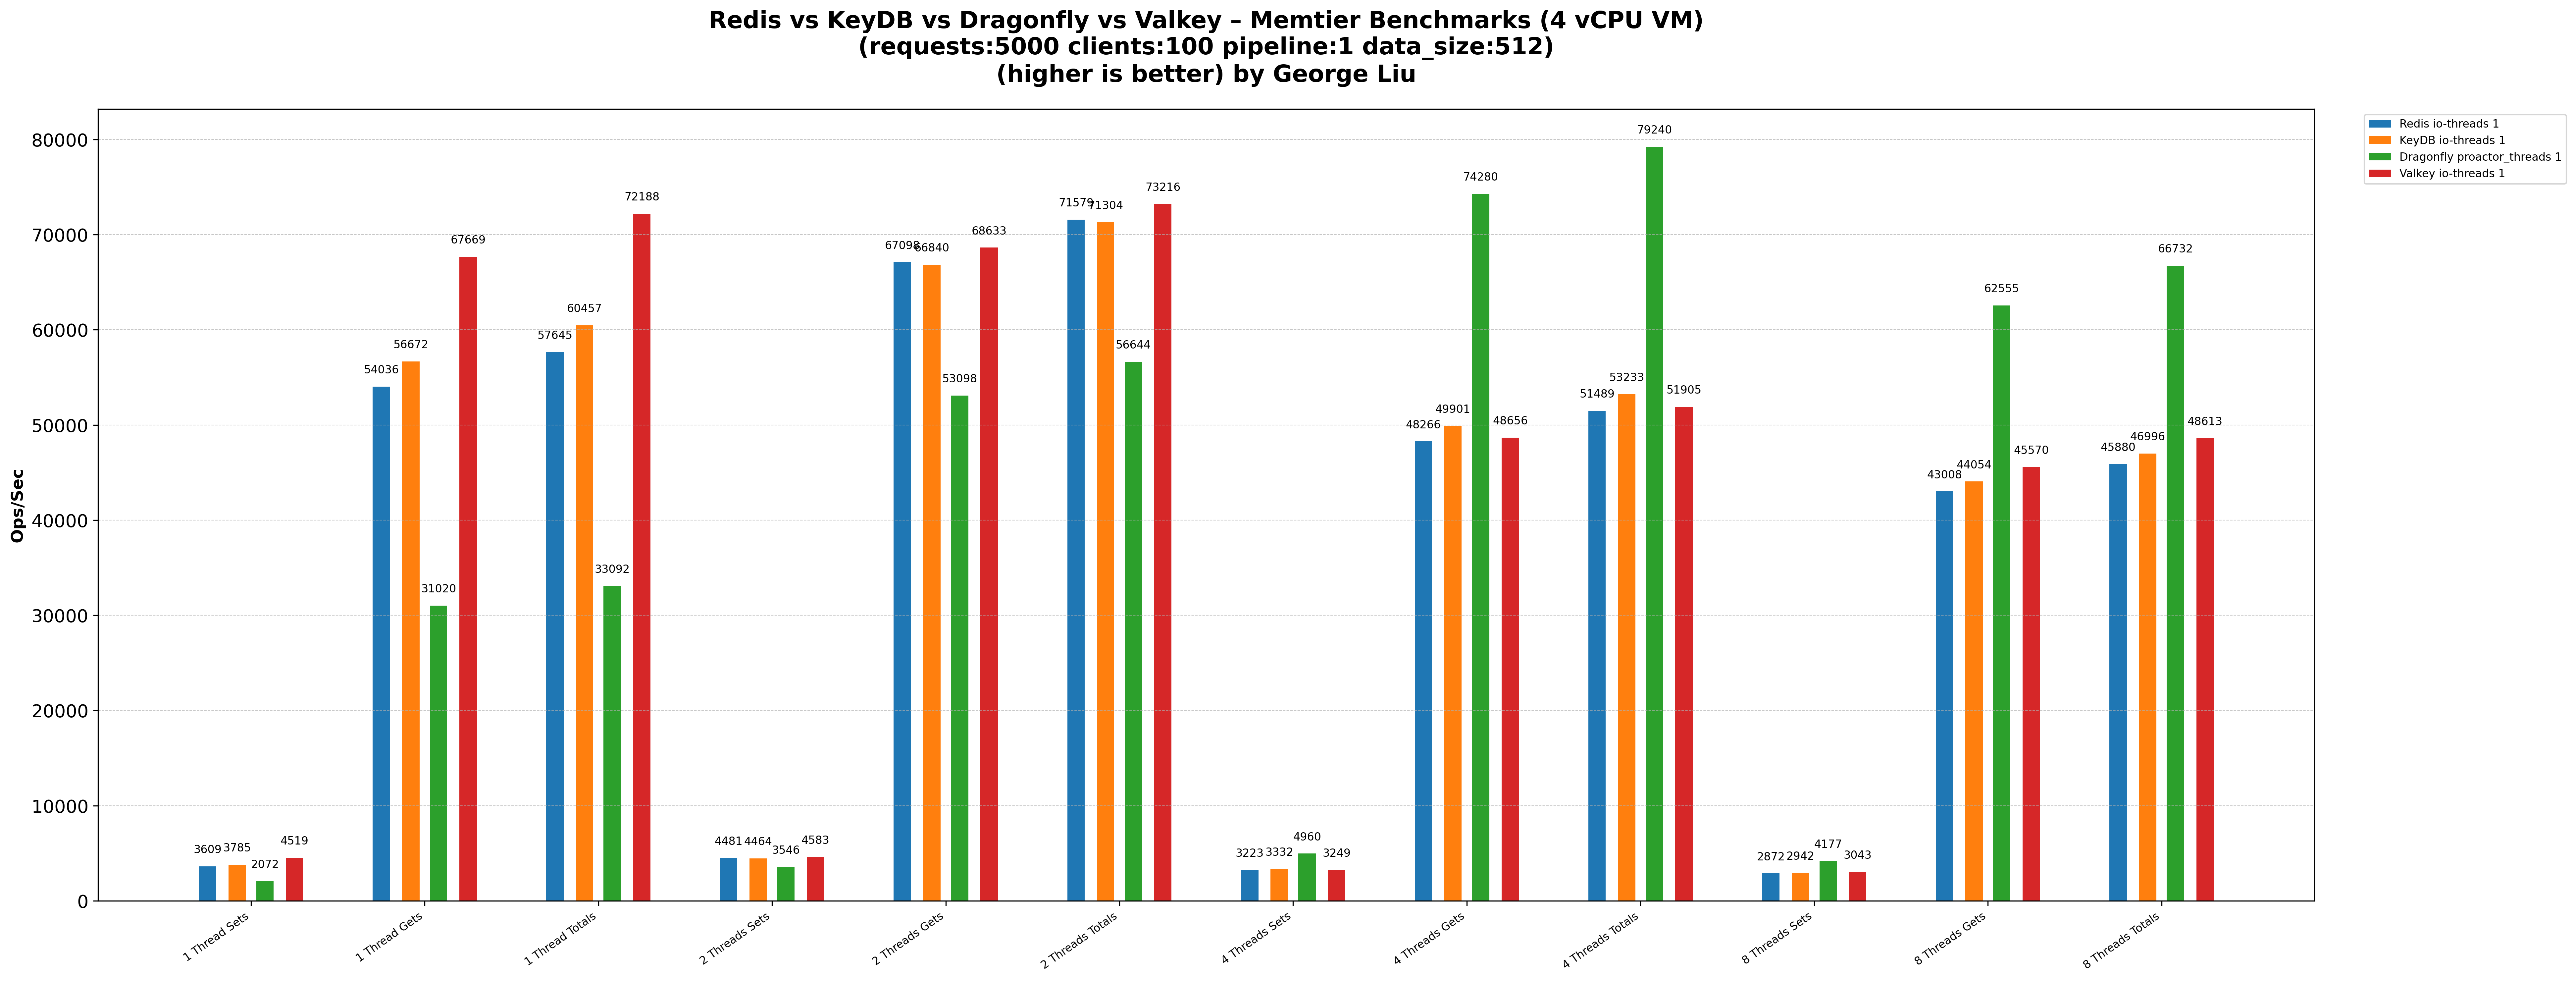 Redis vs KeyDB vs Dragonfly vs Valkey – Memtier Benchmarks (4 vCPU VM)
(requests:5000 clients:100 pipeline:1 data_size:512)
(higher is better) by George Liu
Redis io-threads 1
KeyDB io-threads 1
Dragonfly proactor_threads 1
Valkey io-threads 1
Ops/Sec
80000
70000
60000
50000
40000
30000
20000
10000
0
3609 3785 2072 4519
54036 56672 31020 67669
57645 60457 33092 72188
4481 4464 3546 4583
67098 66840 53098 68633
71579 71304 56644 73216
3223 3332 4960 3249
48266 49901 74280 48656
51489 53233 79240 51905
2872 2942 4177 3043
43008 44054 62555 45570
45880 46996 66732 48613
1 Thread Sets
1 Thread Gets
1 Thread Totals
2 Threads Sets
2 Threads Gets
2 Threads Totals
4 Threads Sets
4 Threads Gets
4 Threads Totals
8 Threads Sets
8 Threads Gets
8 Threads Totals